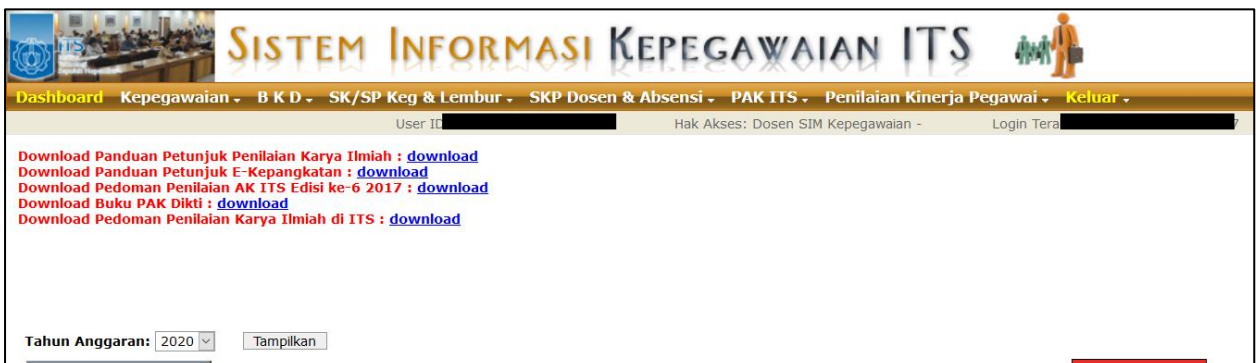 ITS
SISTEM INFORMASI KEPEGAWAIAN ITS
Dashboard Kepegawaian B K D SK/SP Keg & Lembur SKP Dosen & Absensi PAK ITS Penilaian Kinerja Pegawai Keluar
User ID Hak Akses: Dosen SIM Kepegawaian - Login Tera 7
Download Panduan Petunjuk Penilaian Karya Ilmiah : download
Download Panduan Petunjuk E-Kepangkatan : download
Download Pedoman Penilaian AK ITS Edisi ke-6 2017 : download
Download Buku PAK Dikti : download
Download Pedoman Penilaian Karya Ilmiah di ITS : download
Tahun Anggaran: 2020 Tampilkan